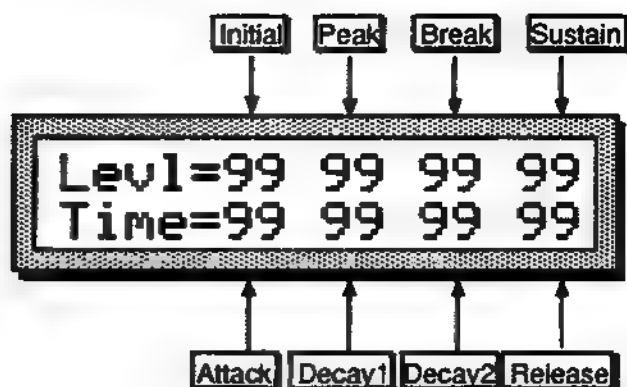 Initial Peak Break Sustain
Levl=99 99 99 99
Time=99 99 99 99
Attack Decay1 Decay2 Release